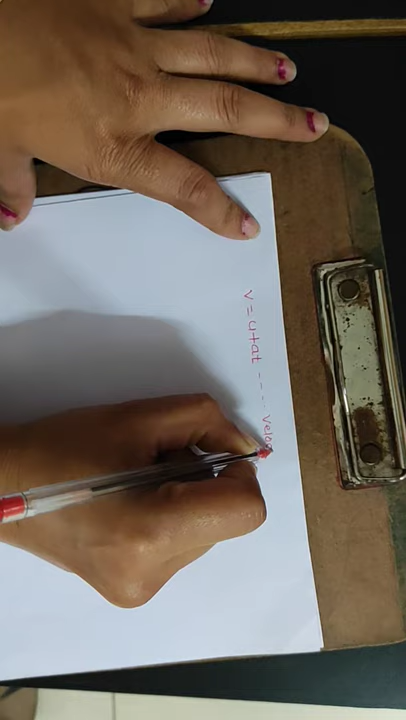 v = u+at ---- Velo